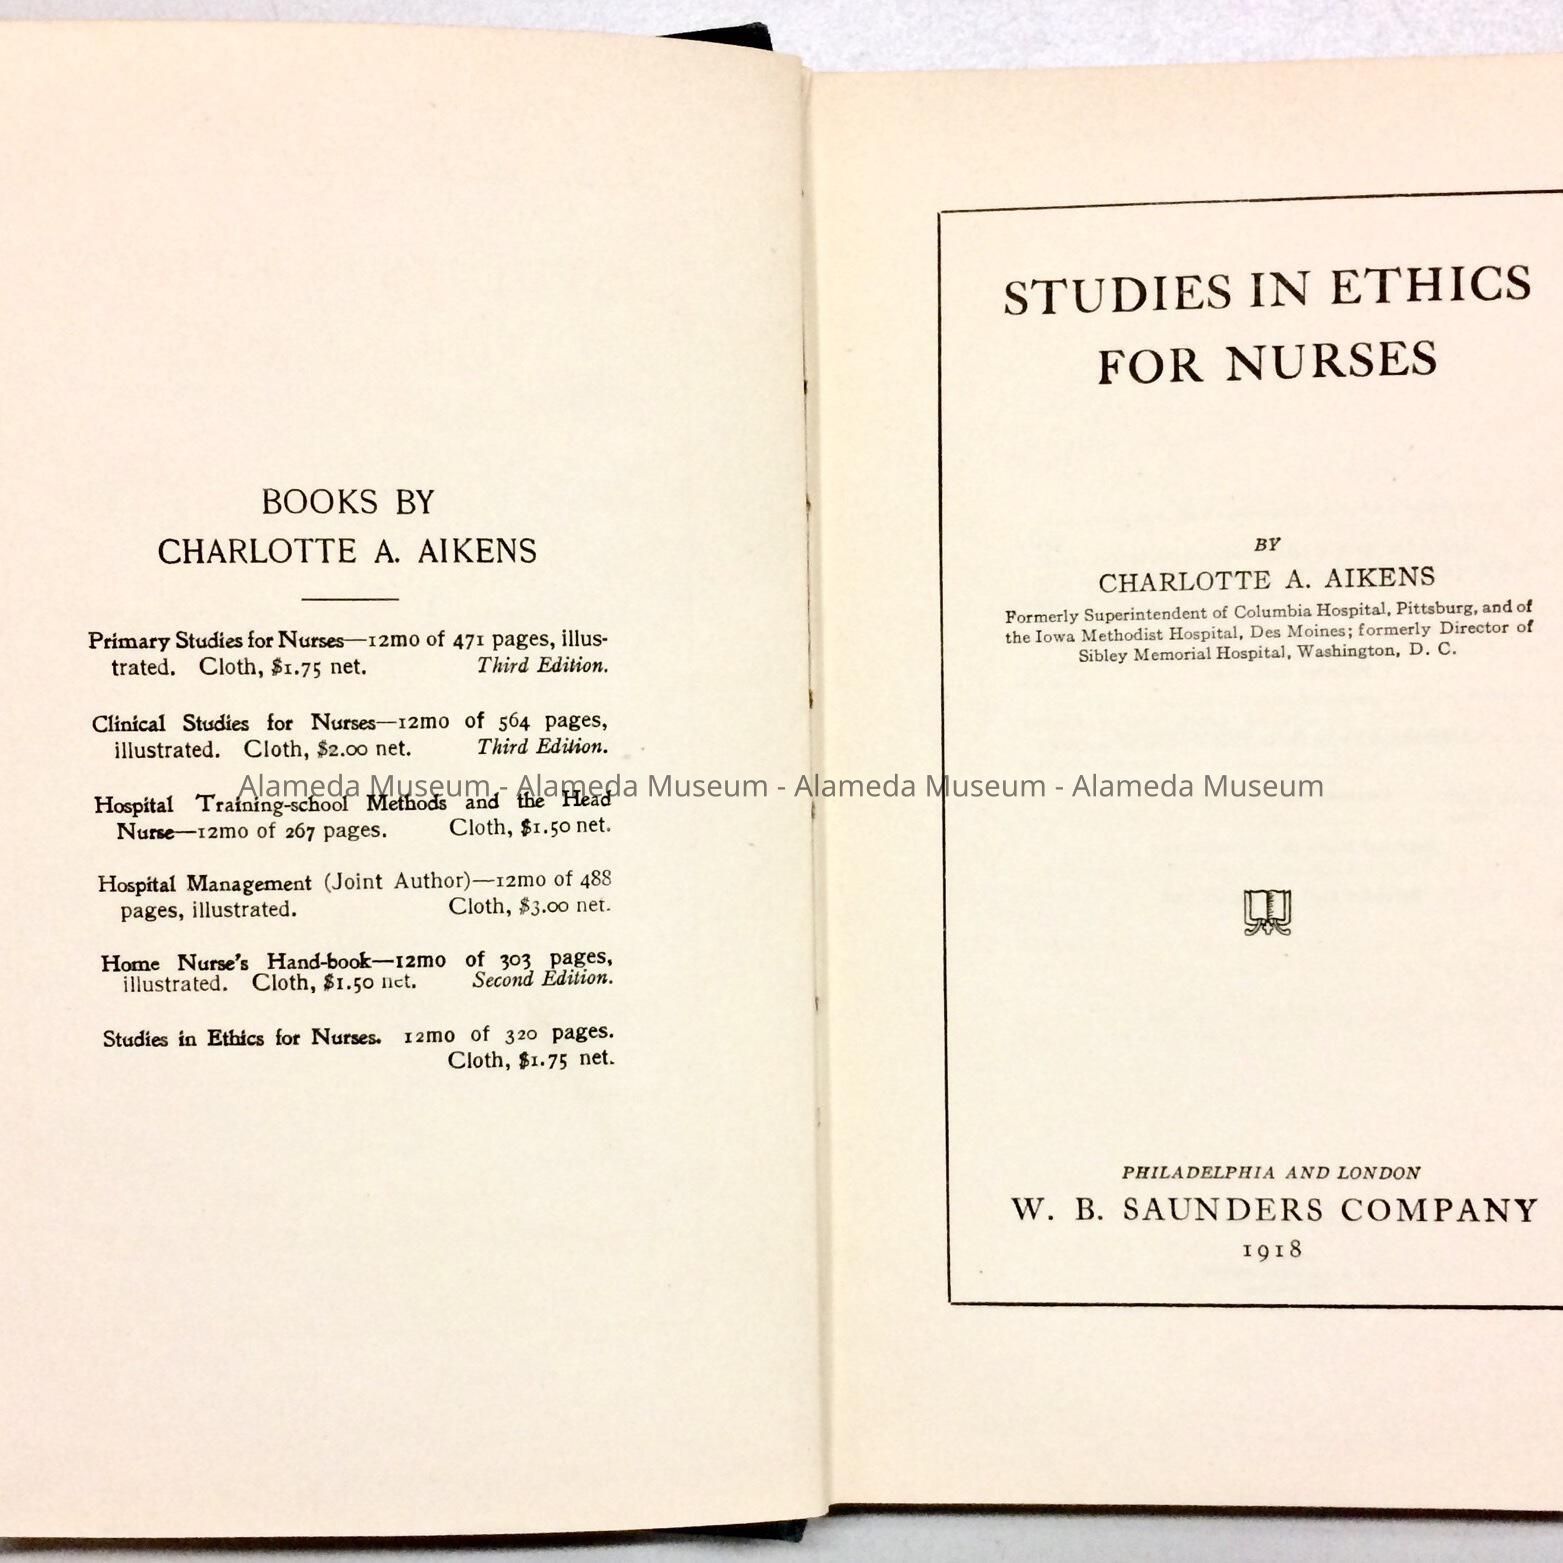 BOOKS BY
CHARLOTTE A. AIKENS
Primary Studies for Nurses—12mo of 471 pages, illus-
trated. Cloth, $1.75 net. Third Edition.
Clinical Studies for Nurses—12mo of 564 pages,
illustrated. Cloth, $2.00 net. Third Edition.
Hospital Training-school Methods and the Head
Nurse—12mo of 267 pages. Cloth, $1.50 net.
Hospital Management (Joint Author)—12mo of 488
pages, illustrated. Cloth, $3.00 net.
Home Nurse's Hand-book—12mo of 303 pages,
illustrated. Cloth, $1.50 net. Second Edition.
Studies in Ethics for Nurses. 12mo of 320 pages.
Cloth, $1.75 net.
STUDIES IN ETHICS
FOR NURSES
BY
CHARLOTTE A. AIKENS
Formerly Superintendent of Columbia Hospital, Pittsburg, and of
the Iowa Methodist Hospital, Des Moines; formerly Director of
Sibley Memorial Hospital, Washington, D. C.
PHILADELPHIA AND LONDON
W. B. SAUNDERS COMPANY
1918
Alameda Museum - Alameda Museum - Alameda Museum - Alameda Museum